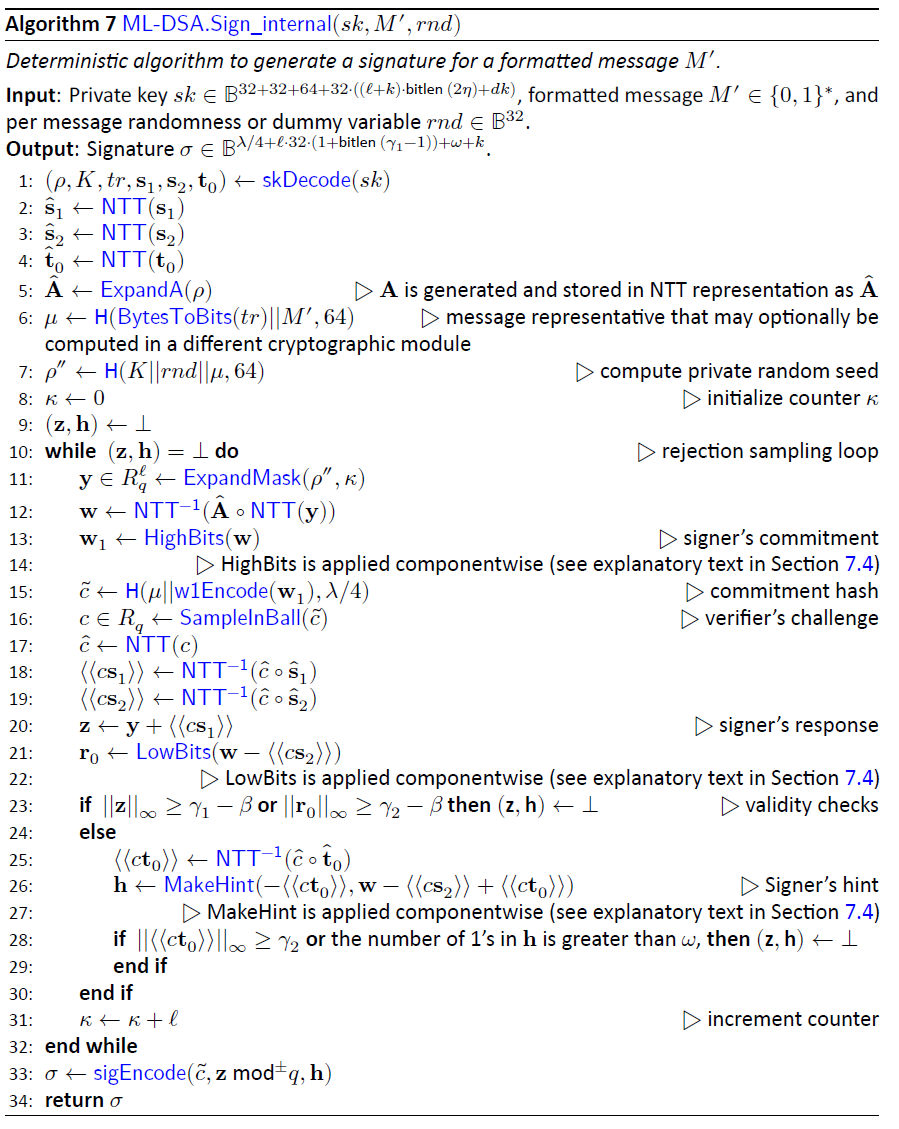 Algorithm 7 ML-DSA.Sign_internal(sk, M′, rnd)
Deterministic algorithm to generate a signature for a formatted message M′.
Input: Private key sk ∈ 𝔹^{32+32+64+32·((ℓ+k)·bitlen (2η)+dk)}, formatted message M′ ∈ {0, 1}*, and
per message randomness or dummy variable rnd ∈ 𝔹^{32}.
Output: Signature σ ∈ 𝔹^{λ/4+ℓ·32·(1+bitlen (γ₁−1))+ω+k}.
1: (ρ, K, tr, s₁, s₂, t₀) ← skDecode(sk)
2: ŝ₁ ← NTT(s₁)
3: ŝ₂ ← NTT(s₂)
4: t̂₀ ← NTT(t₀)
5: Â ← ExpandA(ρ) ▷ A is generated and stored in NTT representation as Â
6: μ ← H(BytesToBits(tr)||M′, 64) ▷ message representative that may optionally be
computed in a different cryptographic module
7: ρ″ ← H(K||rnd||μ, 64) ▷ compute private random seed
8: κ ← 0 ▷ initialize counter κ
9: (z, h) ← ⊥
10: while (z, h) = ⊥ do ▷ rejection sampling loop
11: y ∈ R_q^ℓ ← ExpandMask(ρ″, κ)
12: w ← NTT⁻¹(Â ∘ NTT(y))
13: w₁ ← HighBits(w) ▷ signer’s commitment
14: ▷ HighBits is applied componentwise (see explanatory text in Section 7.4)
15: c̃ ← H(μ||w1Encode(w₁), λ/4) ▷ commitment hash
16: c ∈ R_q ← SampleInBall(c̃) ▷ verifier’s challenge
17: ĉ ← NTT(c)
18: ⟨⟨cs₁⟩⟩ ← NTT⁻¹(ĉ ∘ ŝ₁)
19: ⟨⟨cs₂⟩⟩ ← NTT⁻¹(ĉ ∘ ŝ₂)
20: z ← y + ⟨⟨cs₁⟩⟩ ▷ signer’s response
21: r₀ ← LowBits(w − ⟨⟨cs₂⟩⟩)
22: ▷ LowBits is applied componentwise (see explanatory text in Section 7.4)
23: if ||z||_∞ ≥ γ₁ − β or ||r₀||_∞ ≥ γ₂ − β then (z, h) ← ⊥ ▷ validity checks
24: else
25: ⟨⟨ct₀⟩⟩ ← NTT⁻¹(ĉ ∘ t̂₀)
26: h ← MakeHint(−⟨⟨ct₀⟩⟩, w − ⟨⟨cs₂⟩⟩ + ⟨⟨ct₀⟩⟩) ▷ Signer’s hint
27: ▷ MakeHint is applied componentwise (see explanatory text in Section 7.4)
28: if ||⟨⟨ct₀⟩⟩||_∞ ≥ γ₂ or the number of 1’s in h is greater than ω, then (z, h) ← ⊥
29: end if
30: end if
31: κ ← κ + ℓ ▷ increment counter
32: end while
33: σ ← sigEncode(c̃, z mod^± q, h)
34: return σ